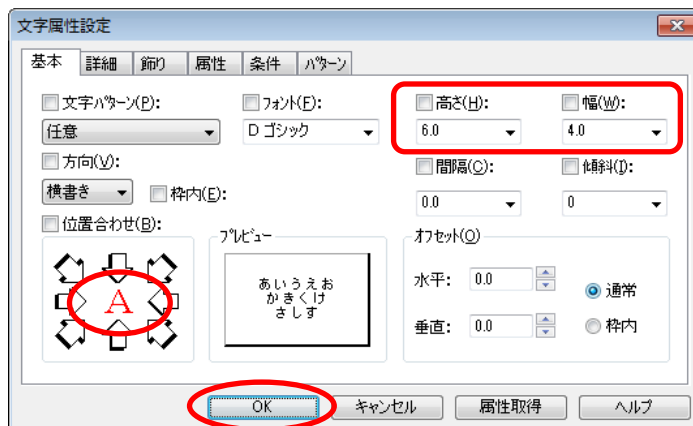 文字属性設定
基本 詳細 飾り 属性 条件 パターン
文字パターン(P): フォント(F): 高さ(H): 幅(W):
任意 D ゴシック 6.0 4.0
方向(V): 間隔(C): 傾斜(I):
横書き 枠内(E): 0.0 0
位置合わせ(B): プレビュー オフセット(O)
A
あいうえお
かきくけ
さしす
水平: 0.0 通常
垂直: 0.0 枠内
OK キャンセル 属性取得 ヘルプ